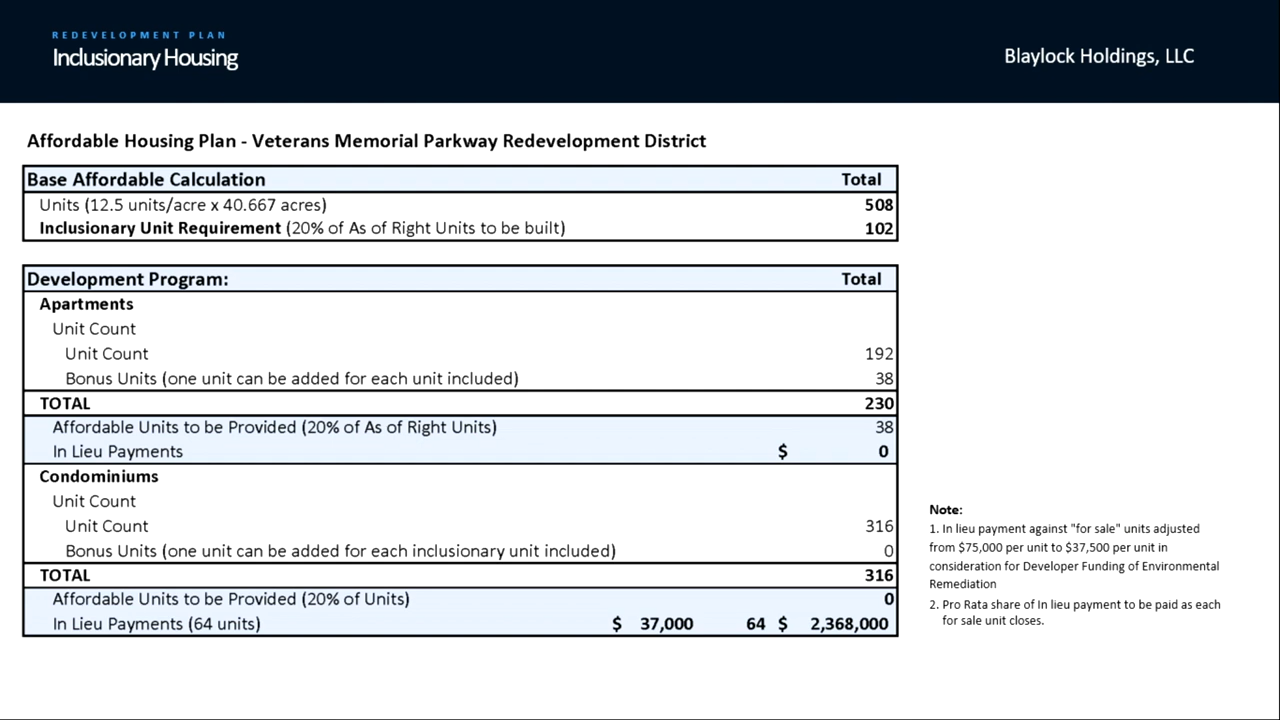 REDEVELOPMENT PLAN
Inclusionary Housing
Blaylock Holdings, LLC
Affordable Housing Plan - Veterans Memorial Parkway Redevelopment District
Base Affordable Calculation Total
Units (12.5 units/acre x 40.667 acres) 508
Inclusionary Unit Requirement (20% of As of Right Units to be built) 102
Development Program: Total
Apartments
Unit Count
Unit Count 192
Bonus Units (one unit can be added for each unit included) 38
TOTAL 230
Affordable Units to be Provided (20% of As of Right Units) 38
In Lieu Payments $ 0
Condominiums
Unit Count
Unit Count 316
Bonus Units (one unit can be added for each inclusionary unit included) 0
TOTAL 316
Affordable Units to be Provided (20% of Units) 0
In Lieu Payments (64 units) $ 37,000 64 $ 2,368,000
Note:
1. In lieu payment against "for sale" units adjusted
from $75,000 per unit to $37,500 per unit in
consideration for Developer Funding of Environmental
Remediation
2. Pro Rata share of In lieu payment to be paid as each
for sale unit closes.